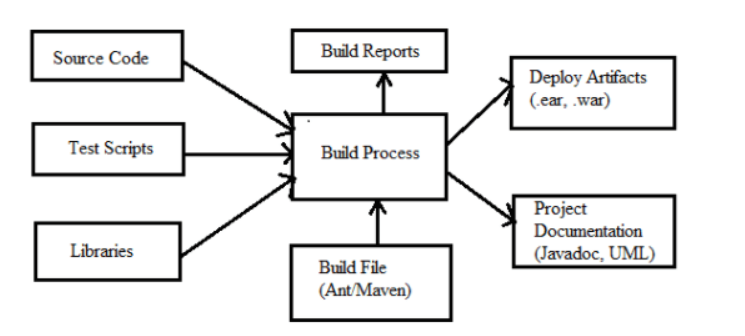 Source Code
Build Reports
Deploy Artifacts
(.ear, .war)
Test Scripts
Build Process
Project
Documentation
(Javadoc, UML)
Libraries
Build File
(Ant/Maven)